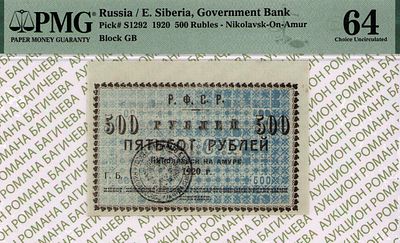 PMG
PAPER MONEY GUARANTY
Russia / E. Siberia, Government Bank
Pick# S1292 1920 500 Rubles - Nikolavsk-On-Amur
Block GB
64
Choice Uncirculated
Р.Ф.С.Р.
500 РУБЛЕЙ 500
ПЯТЬСОТ РУБЛЕЙ
НИКОЛАЕВСК НА АМУРЕ
Г.Б. 1920 г.
500
АУКЦИОН РОМАНА БАГИЧЕВА